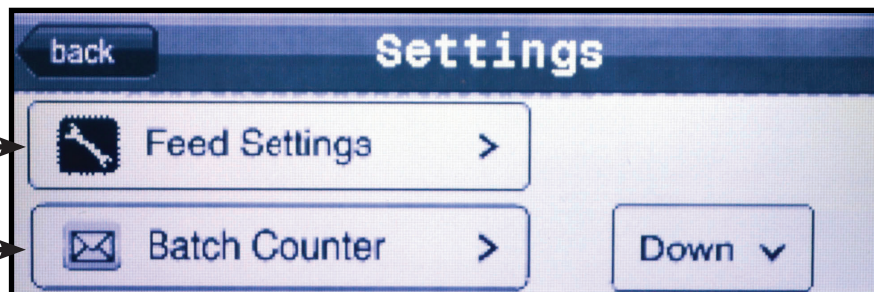 back
Settings
Feed Settings >
Batch Counter >
Down